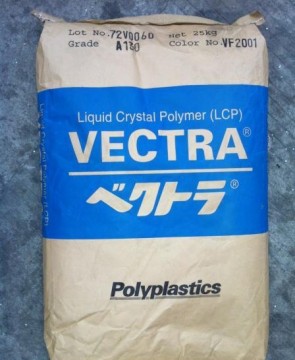 Lot No. 72V0060 Net 25kg
Grade A130 Color No. VF2001
Liquid Crystal Polymer (LCP)
VECTRA®
ベクトラ®
Polyplastics